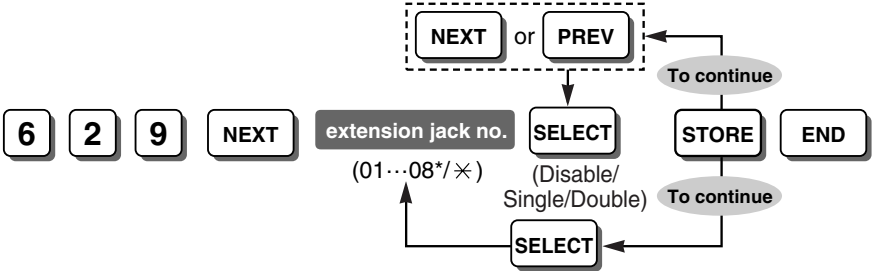 NEXT or PREV
To continue
6 2 9 NEXT extension jack no. SELECT STORE END
(01···08*/✳)
(Disable/
Single/Double)
To continue
SELECT